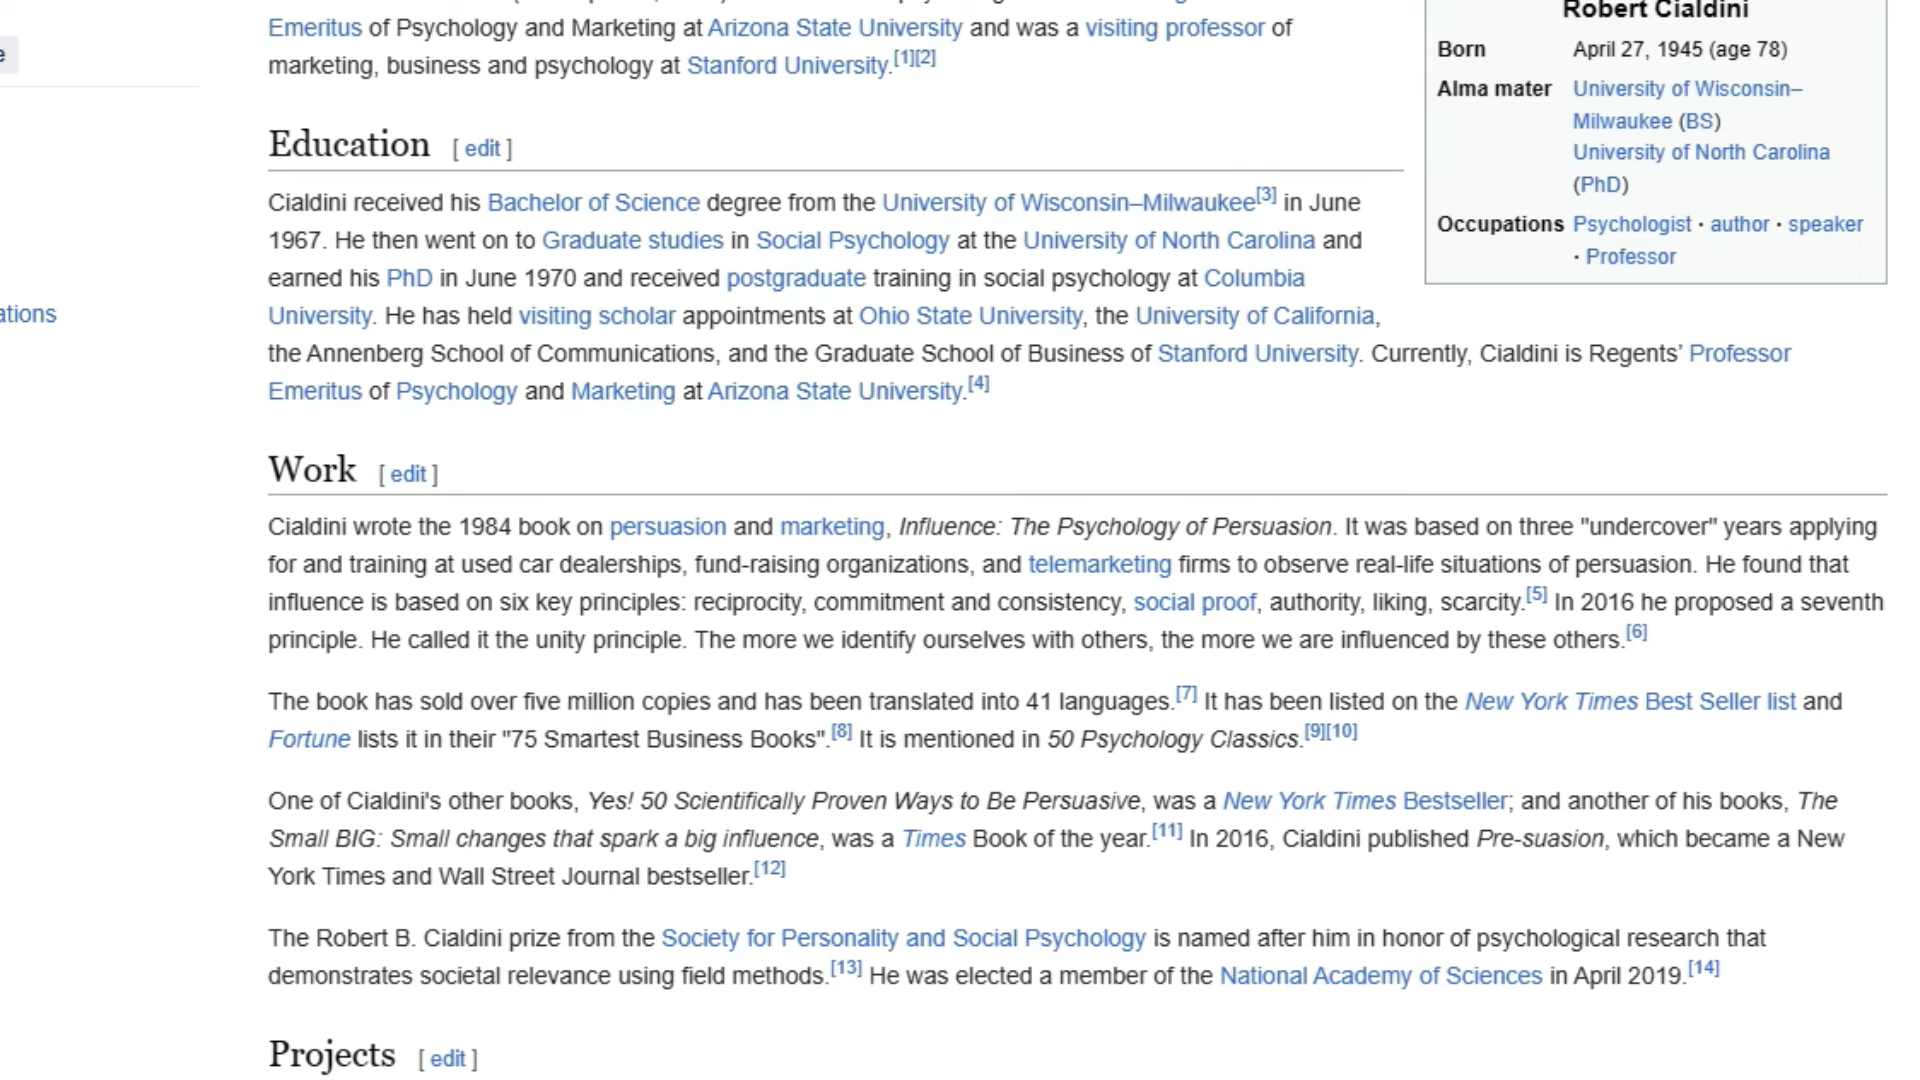 Emeritus of Psychology and Marketing at Arizona State University and was a visiting professor of
marketing, business and psychology at Stanford University.[1][2]
Robert Cialdini
Born April 27, 1945 (age 78)
Alma mater University of Wisconsin–
Milwaukee (BS)
University of North Carolina
(PhD)
Occupations Psychologist · author · speaker
· Professor
e
ations
Education [ edit ]
Cialdini received his Bachelor of Science degree from the University of Wisconsin–Milwaukee[3] in June
1967. He then went on to Graduate studies in Social Psychology at the University of North Carolina and
earned his PhD in June 1970 and received postgraduate training in social psychology at Columbia
University. He has held visiting scholar appointments at Ohio State University, the University of California,
the Annenberg School of Communications, and the Graduate School of Business of Stanford University. Currently, Cialdini is Regents’ Professor
Emeritus of Psychology and Marketing at Arizona State University.[4]
Work [ edit ]
Cialdini wrote the 1984 book on persuasion and marketing, Influence: The Psychology of Persuasion. It was based on three "undercover" years applying
for and training at used car dealerships, fund-raising organizations, and telemarketing firms to observe real-life situations of persuasion. He found that
influence is based on six key principles: reciprocity, commitment and consistency, social proof, authority, liking, scarcity.[5] In 2016 he proposed a seventh
principle. He called it the unity principle. The more we identify ourselves with others, the more we are influenced by these others.[6]
The book has sold over five million copies and has been translated into 41 languages.[7] It has been listed on the New York Times Best Seller list and
Fortune lists it in their "75 Smartest Business Books".[8] It is mentioned in 50 Psychology Classics.[9][10]
One of Cialdini's other books, Yes! 50 Scientifically Proven Ways to Be Persuasive, was a New York Times Bestseller; and another of his books, The
Small BIG: Small changes that spark a big influence, was a Times Book of the year.[11] In 2016, Cialdini published Pre-suasion, which became a New
York Times and Wall Street Journal bestseller.[12]
The Robert B. Cialdini prize from the Society for Personality and Social Psychology is named after him in honor of psychological research that
demonstrates societal relevance using field methods.[13] He was elected a member of the National Academy of Sciences in April 2019.[14]
Projects [ edit ]